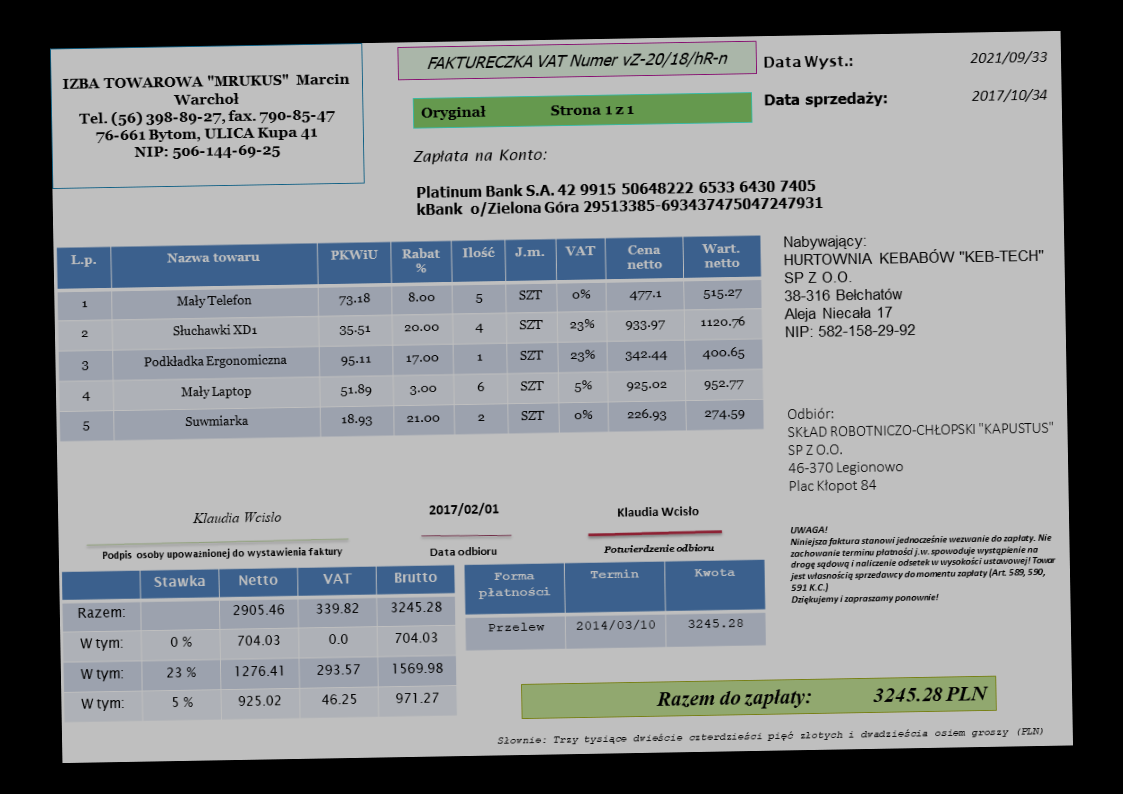 IZBA TOWAROWA "MRUKUS" Marcin
Warchoł
Tel. (56) 398-89-27, fax. 790-85-47
76-661 Bytom, ULICA Kupa 41
NIP: 506-144-69-25
FAKTURECZKA VAT Numer vZ-20/18/hR-n
Oryginał Strona 1 z 1
Data Wyst.: 2021/09/33
Data sprzedaży: 2017/10/34
Zapłata na Konto:
Platinum Bank S.A. 42 9915 50648222 6533 6430 7405
kBank o/Zielona Góra 29513385-693437475047247931
L.p. Nazwa towaru PKWiU Rabat % Ilość J.m. VAT Cena netto Wart. netto
1 Mały Telefon 73.18 8.00 5 SZT 0% 477.1 515.27
2 Słuchawki XD1 35.51 20.00 4 SZT 23% 933.97 1120.76
3 Podkładka Ergonomiczna 95.11 17.00 1 SZT 23% 342.44 400.65
4 Mały Laptop 51.89 3.00 6 SZT 5% 925.02 952.77
5 Suwmiarka 18.93 21.00 2 SZT 0% 226.93 274.59
Nabywający:
HURTOWNIA KEBABÓW "KEB-TECH"
SP Z O.O.
38-316 Bełchatów
Aleja Niecała 17
NIP: 582-158-29-92
Odbiór:
SKŁAD ROBOTNICZO-CHŁOPSKI "KAPUSTUS"
SP Z O.O.
46-370 Legionowo
Plac Kłopot 84
Klaudia Wcisło
Podpis osoby upoważnionej do wystawienia faktury
2017/02/01
Data odbioru
Klaudia Wcisło
Potwierdzenie odbioru
UWAGA!
Niniejsza faktura stanowi jednocześnie wezwanie do zapłaty. Nie
zachowanie terminu płatności j.w. spowoduje wystąpienie na
drogę sądową i naliczenie odsetek w wysokości ustawowej! Towar
jest własnością sprzedawcy do momentu zapłaty (Art. 589, 590,
591 K.C.)
Dziękujemy i zapraszamy ponownie!
Stawka Netto VAT Brutto
Razem: 2905.46 339.82 3245.28
W tym: 0 % 704.03 0.0 704.03
W tym: 23 % 1276.41 293.57 1569.98
W tym: 5 % 925.02 46.25 971.27
Forma płatności Termin Kwota
Przelew 2014/03/10 3245.28
Razem do zapłaty: 3245.28 PLN
Słownie: Trzy tysiące dwieście czterdzieści pięć złotych i dwadzieścia osiem groszy (PLN)